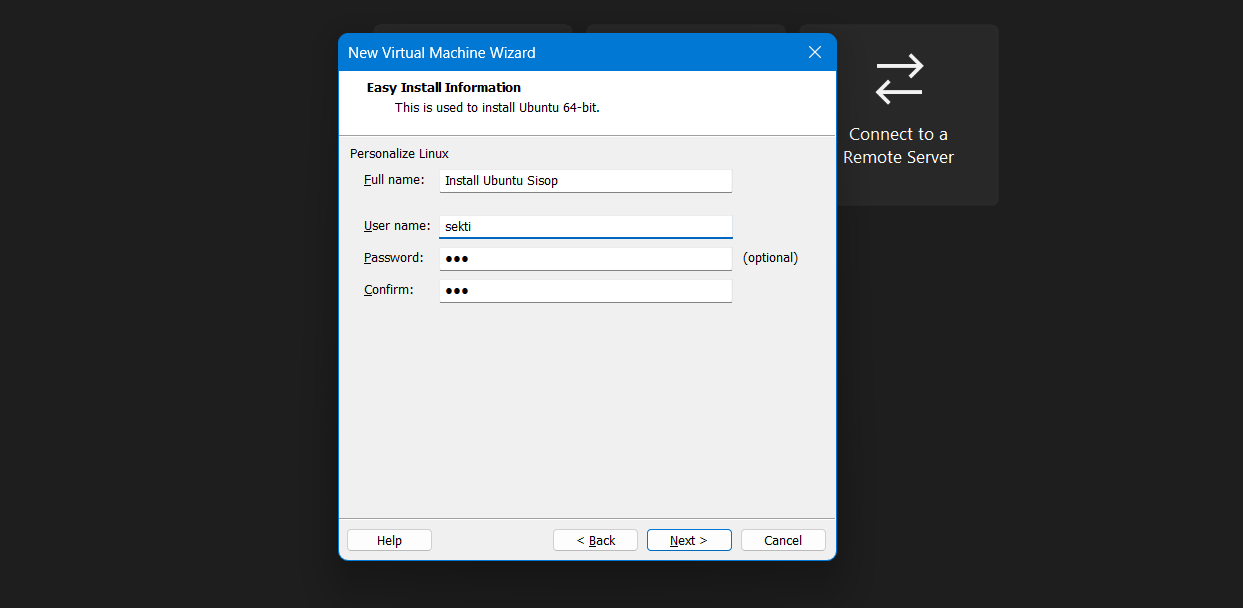 New Virtual Machine Wizard
Easy Install Information
This is used to install Ubuntu 64-bit.
Personalize Linux
Full name: Install Ubuntu Sisop
User name: sekti
Password: ●●● (optional)
Confirm: ●●●
Help < Back Next > Cancel
Connect to a
Remote Server